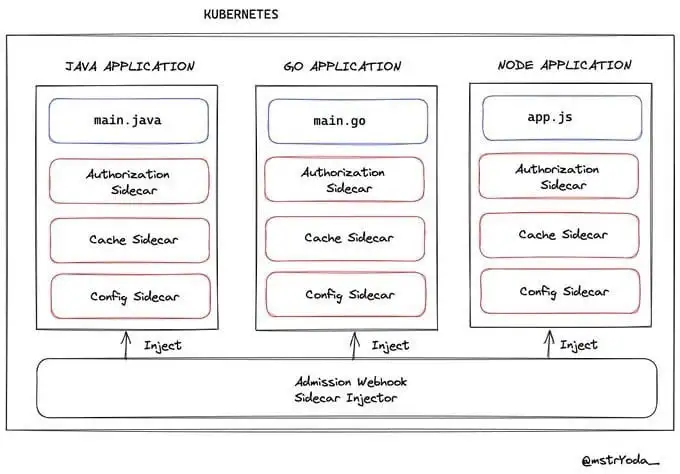 KUBERNETES
JAVA APPLICATION
GO APPLICATION
NODE APPLICATION
main.java
main.go
app.js
Authorization
Sidecar
Authorization
Sidecar
Authorization
Sidecar
Cache Sidecar
Cache Sidecar
Cache Sidecar
Config Sidecar
Config Sidecar
Config Sidecar
Inject
Inject
Inject
Admission Webhook
Sidecar Injector
@mstrYoda_